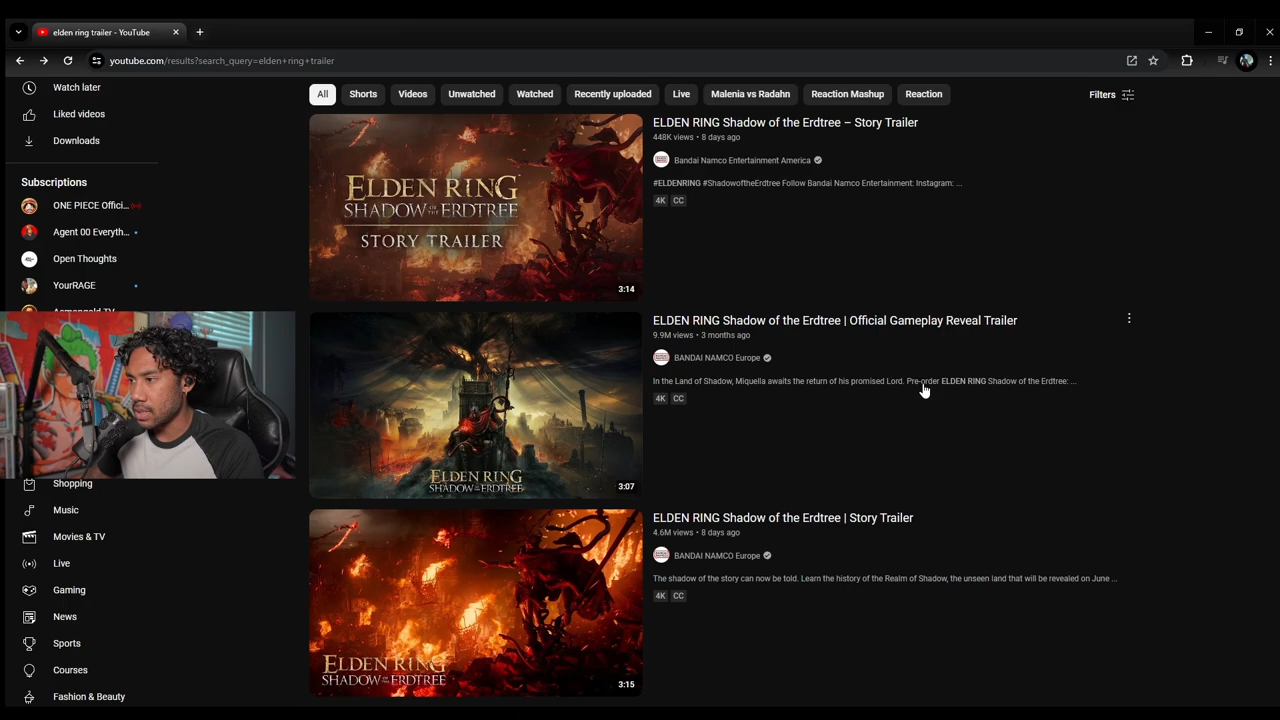 elden ring trailer - YouTube
youtube.com/results?search_query=elden+ring+trailer
Watch later
Liked videos
Downloads
Subscriptions
ONE PIECE Offici...
Agent 00 Everyth...
Open Thoughts
YourRAGE
Shopping
Music
Movies & TV
Live
Gaming
News
Sports
Courses
Fashion & Beauty
All Shorts Videos Unwatched Watched Recently uploaded Live Malenia vs Radahn Reaction Mashup Reaction Filters
ELDEN RING
SHADOW OF THE ERDTREE
STORY TRAILER
3:14
ELDEN RING Shadow of the Erdtree – Story Trailer
448K views • 8 days ago
Bandai Namco Entertainment America
#ELDENRING #ShadowoftheErdtree Follow Bandai Namco Entertainment: Instagram: ...
4K CC
ELDEN RING
SHADOW OF THE ERDTREE
3:07
ELDEN RING Shadow of the Erdtree | Official Gameplay Reveal Trailer
9.9M views • 3 months ago
BANDAI NAMCO Europe
In the Land of Shadow, Miquella awaits the return of his promised Lord. Pre-order ELDEN RING Shadow of the Erdtree: ...
4K CC
ELDEN RING
SHADOW OF THE ERDTREE
3:15
ELDEN RING Shadow of the Erdtree | Story Trailer
4.6M views • 8 days ago
BANDAI NAMCO Europe
The shadow of the story can now be told. Learn the history of the Realm of Shadow, the unseen land that will be revealed on June ...
4K CC